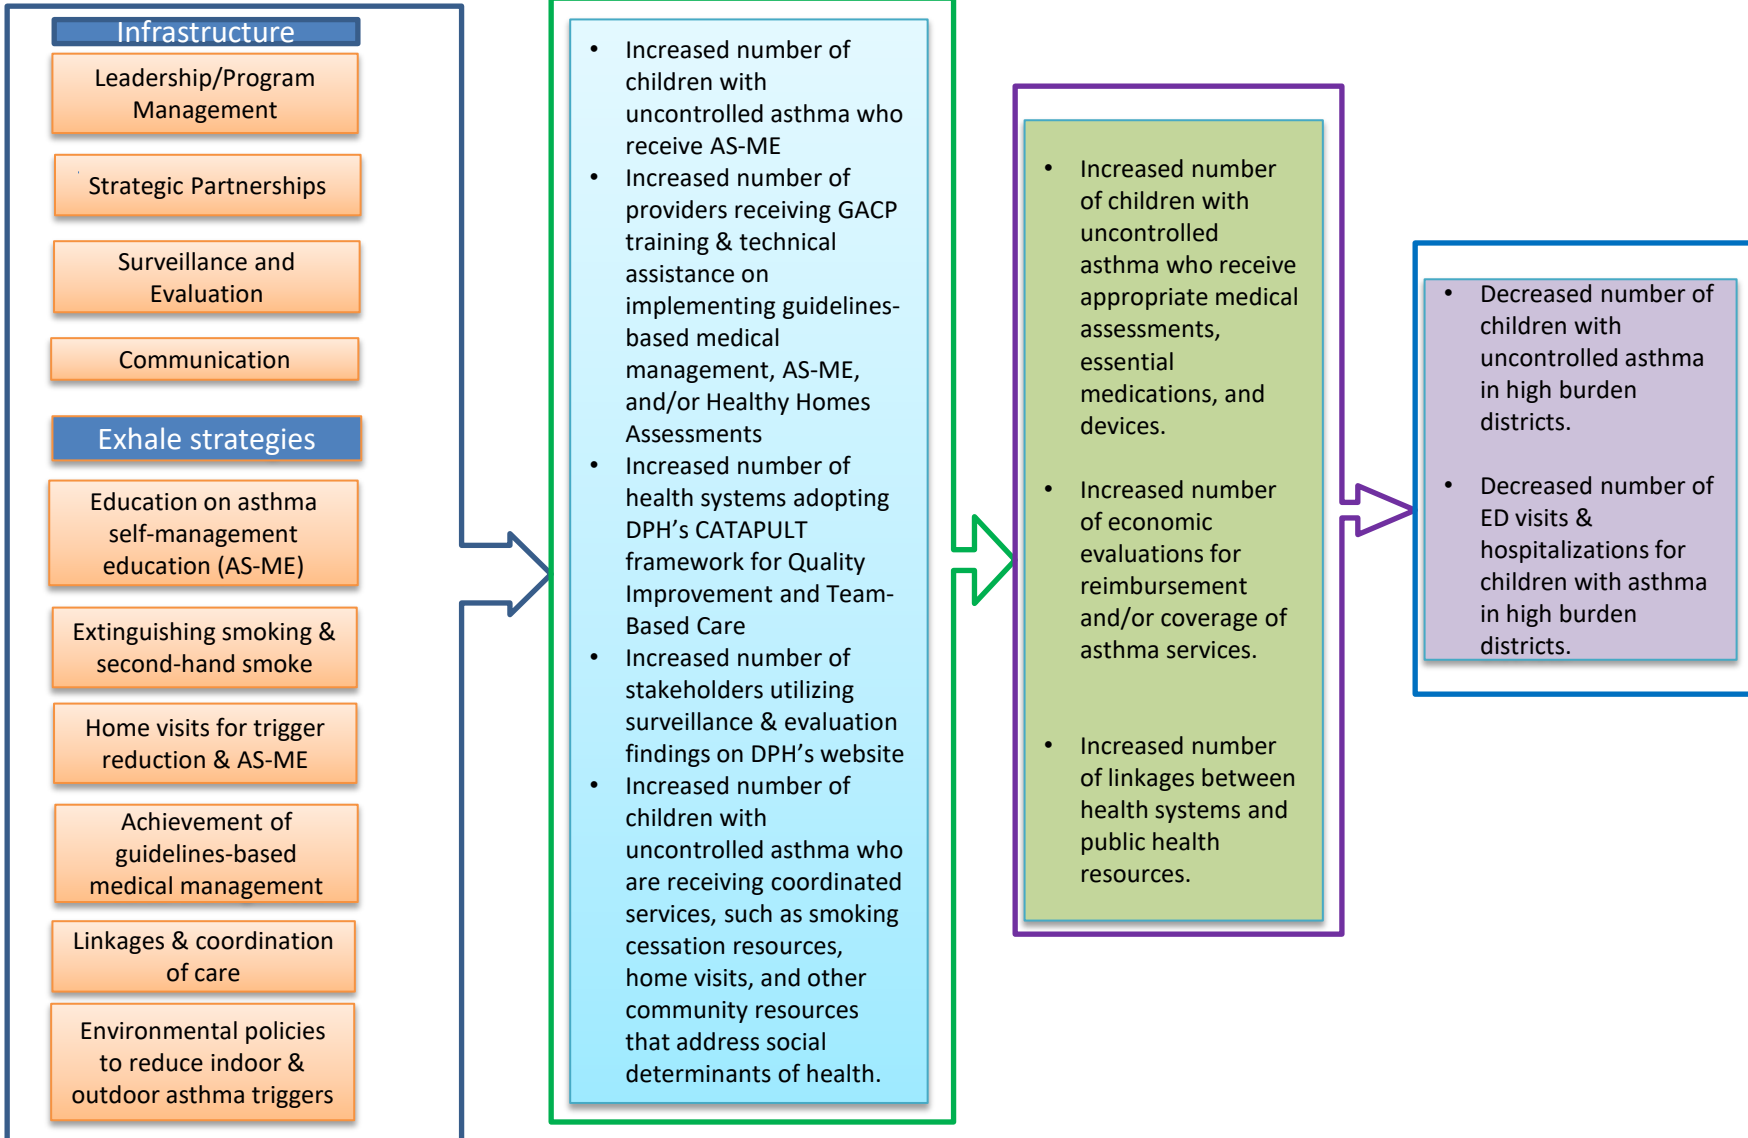 Infrastructure
Leadership/Program
Management
Strategic Partnerships
Surveillance and
Evaluation
Communication
Exhale strategies
Education on asthma
self-management
education (AS-ME)
Extinguishing smoking &
second-hand smoke
Home visits for trigger
reduction & AS-ME
Achievement of
guidelines-based
medical management
Linkages & coordination
of care
Environmental policies
to reduce indoor &
outdoor asthma triggers
• Increased number of
children with
uncontrolled asthma who
receive AS-ME
• Increased number of
providers receiving GACP
training & technical
assistance on
implementing guidelines-
based medical
management, AS-ME,
and/or Healthy Homes
Assessments
• Increased number of
health systems adopting
DPH’s CATAPULT
framework for Quality
Improvement and Team-
Based Care
• Increased number of
stakeholders utilizing
surveillance & evaluation
findings on DPH’s website
• Increased number of
children with
uncontrolled asthma who
are receiving coordinated
services, such as smoking
cessation resources,
home visits, and other
community resources
that address social
determinants of health.
• Increased number
of children with
uncontrolled
asthma who receive
appropriate medical
assessments,
essential
medications, and
devices.
• Increased number
of economic
evaluations for
reimbursement
and/or coverage of
asthma services.
• Increased number
of linkages between
health systems and
public health
resources.
• Decreased number of
children with
uncontrolled asthma
in high burden
districts.
• Decreased number of
ED visits &
hospitalizations for
children with asthma
in high burden
districts.